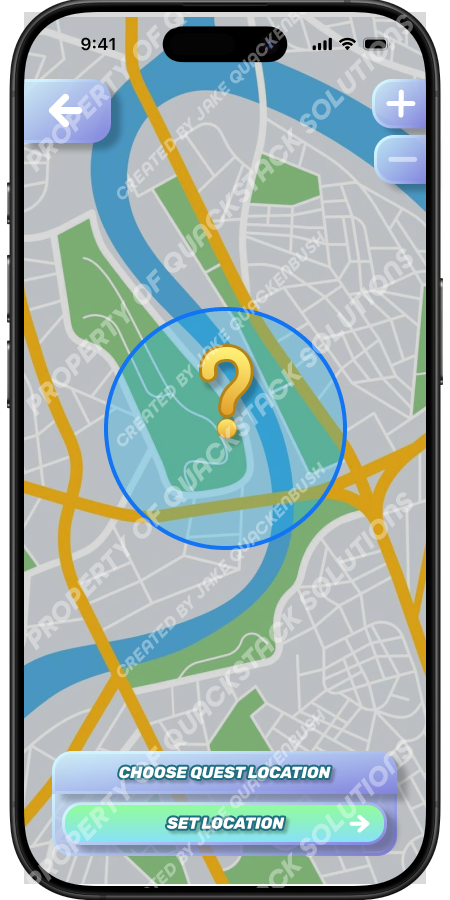 9:41
CHOOSE QUEST LOCATION
SET LOCATION
PROPERTY OF QUACKSTACK SOLUTIONS
CREATED BY JAKE QUACKENBUSH
PROPERTY OF QUACKSTACK SOLUTIONS
CREATED BY JAKE QUACKENBUSH
PROPERTY OF QUACKSTACK SOLUTIONS
CREATED BY JAKE QUACKENBUSH
PROPERTY OF QUACKSTACK SOLUTIONS